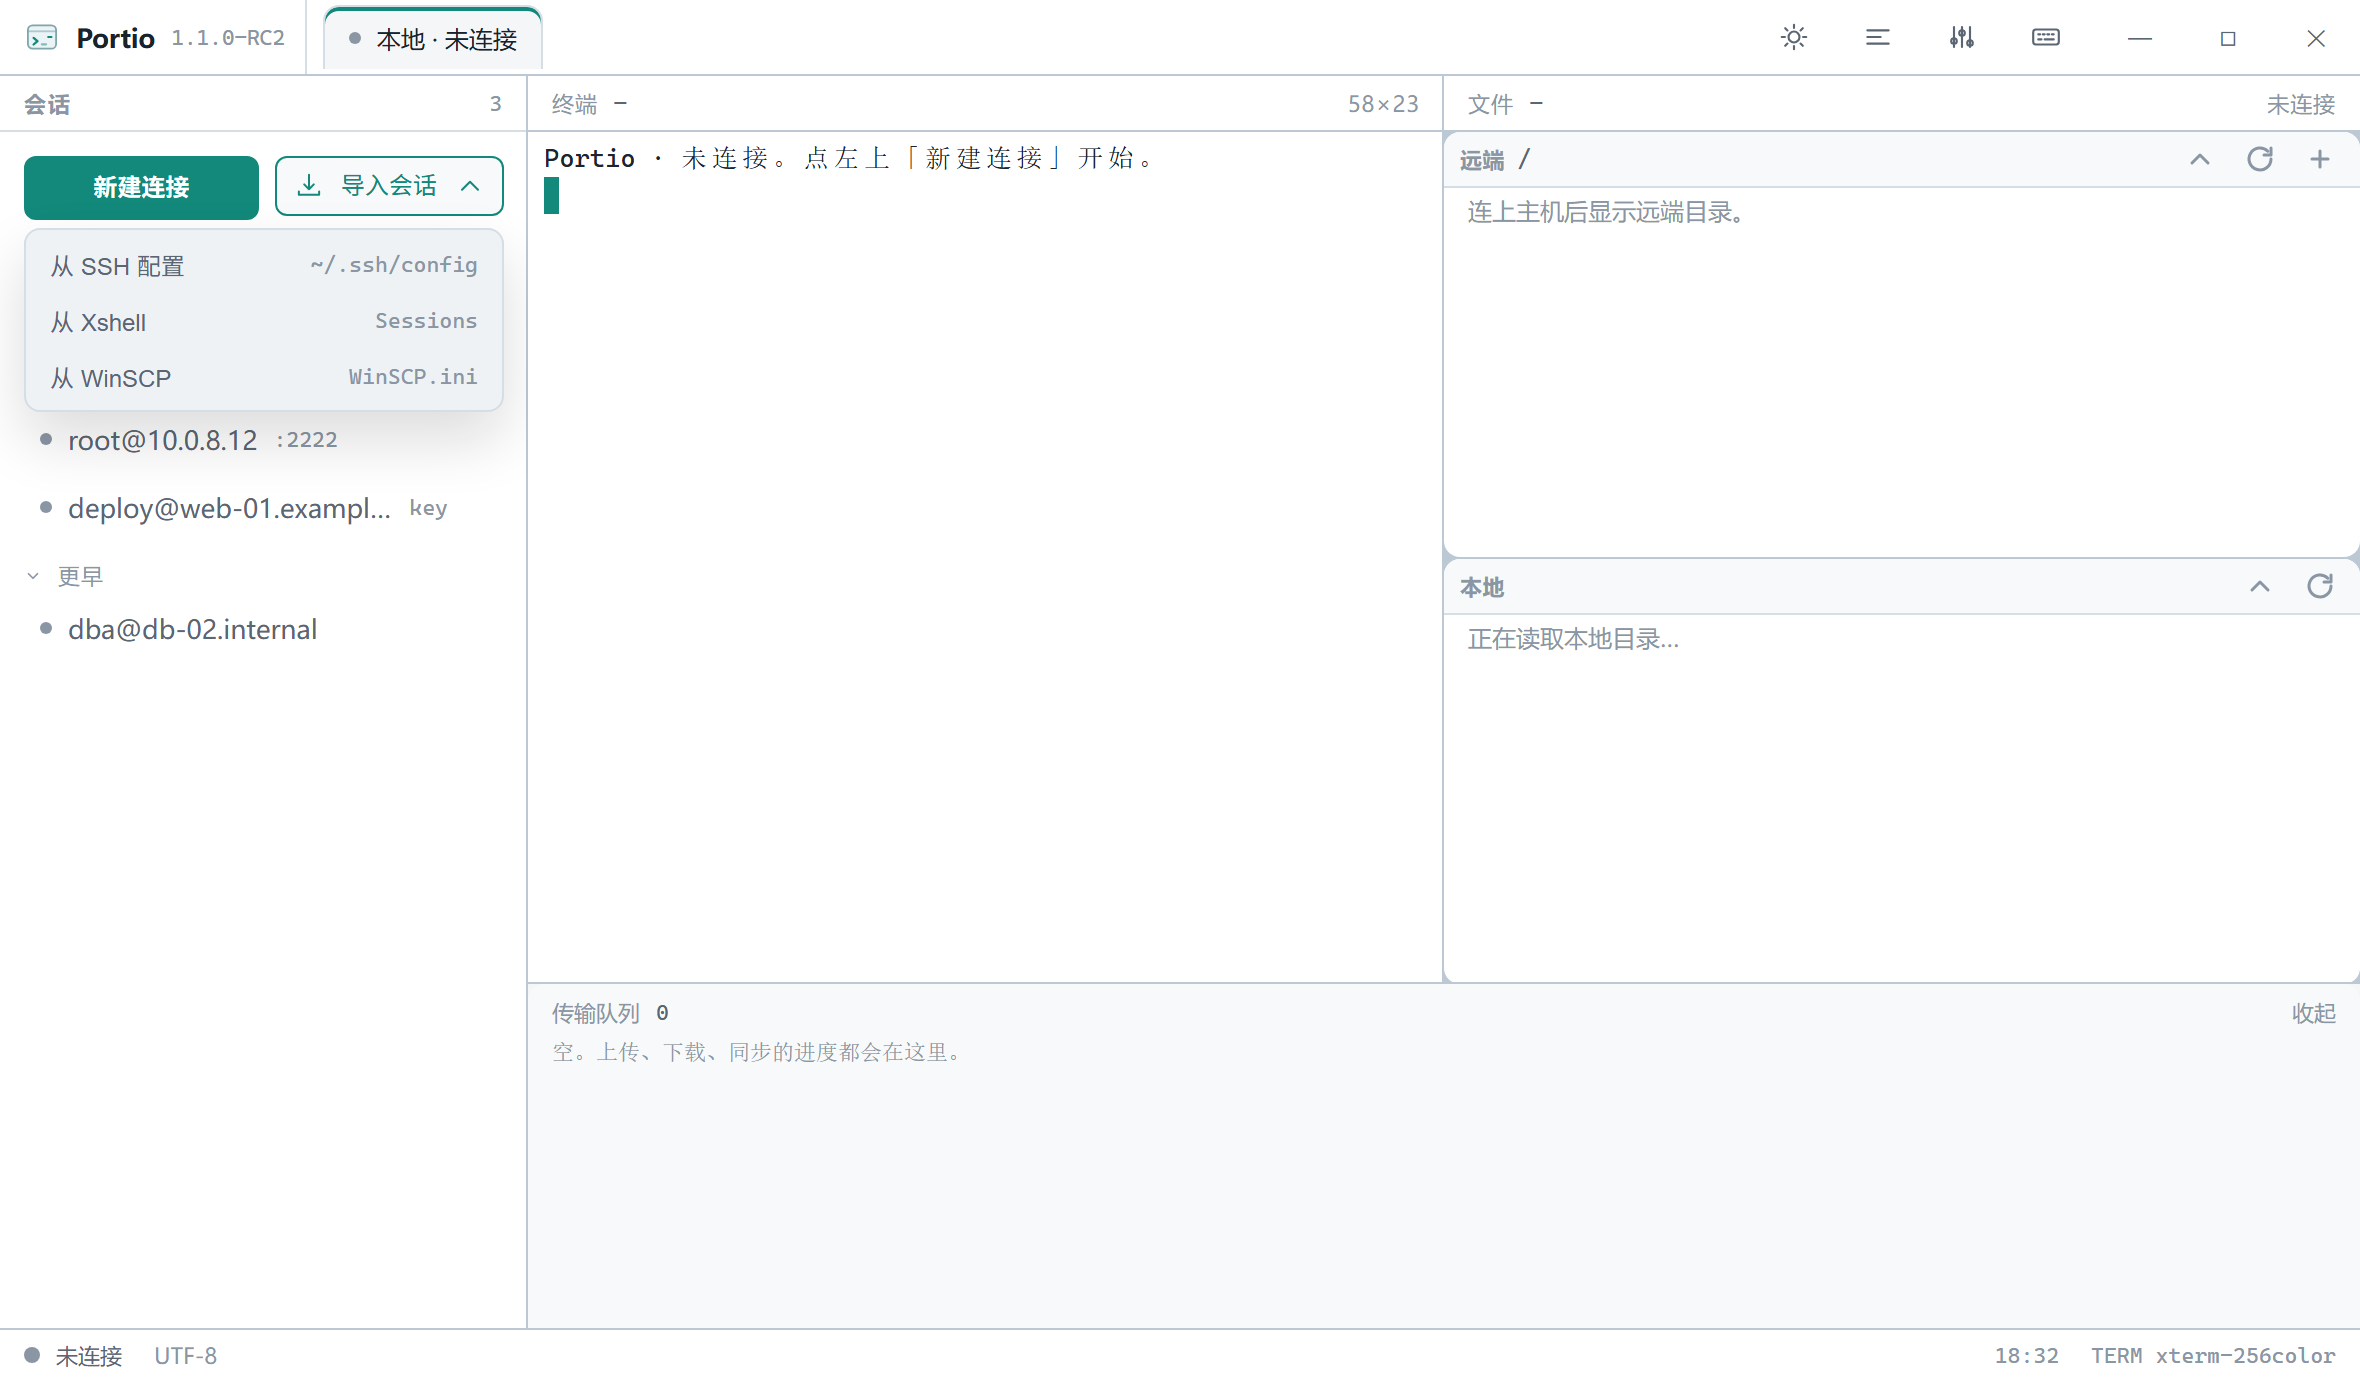 Portio 1.1.0-RC2
本地 · 未连接
会话 3
新建连接
导入会话
从 SSH 配置 ~/.ssh/config
从 Xshell Sessions
从 WinSCP WinSCP.ini
root@10.0.8.12 :2222
deploy@web-01.exampl... key
更早
dba@db-02.internal
终端 — 58×23
Portio · 未连接。点左上「新建连接」开始。
文件 — 未连接
远端 /
连上主机后显示远端目录。
本地
正在读取本地目录...
传输队列 0 收起
空。上传、下载、同步的进度都会在这里。
未连接 UTF-8
18:32 TERM xterm-256color